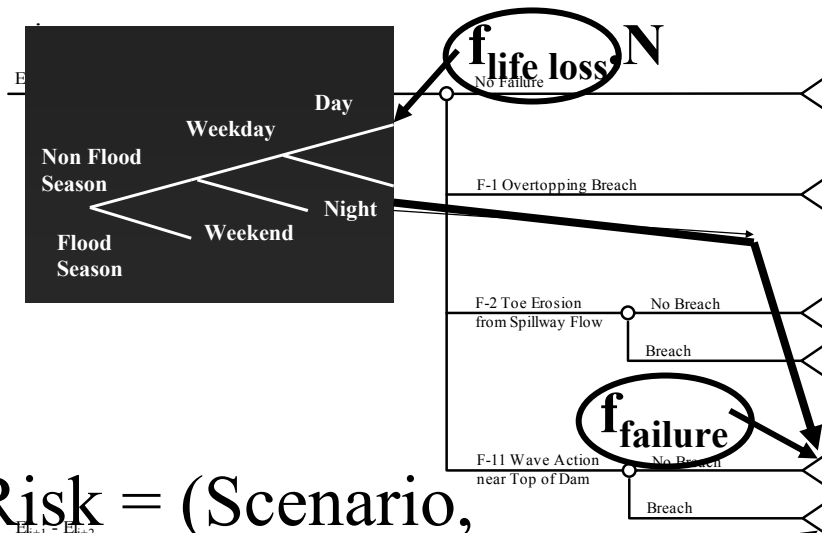 f life loss, N
No Failure
Day
Weekday
Non Flood
Season
Night
Weekend
Flood
Season
F-1 Overtopping Breach
F-2 Toe Erosion
from Spillway Flow
No Breach
Breach
f failure
F-11 Wave Action
near Top of Dam
No Breach
Breach
Risk = (Scenario,